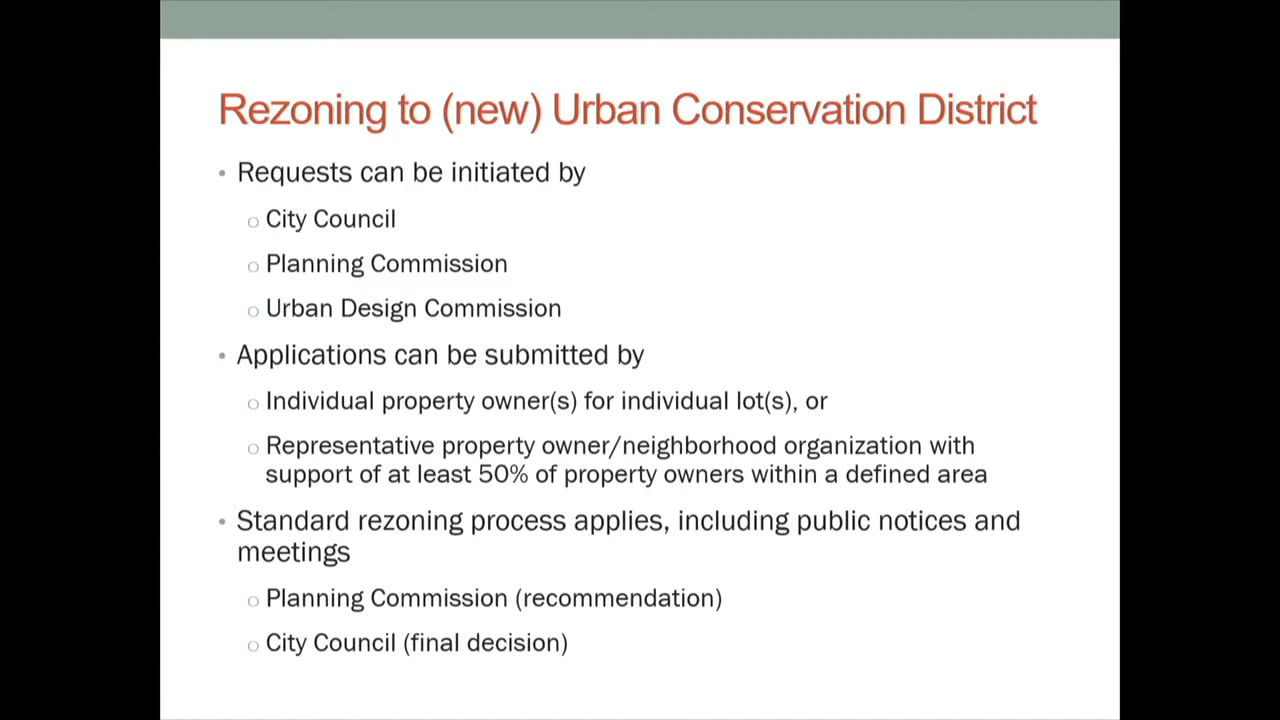 Rezoning to (new) Urban Conservation District
• Requests can be initiated by
o City Council
o Planning Commission
o Urban Design Commission
• Applications can be submitted by
o Individual property owner(s) for individual lot(s), or
o Representative property owner/neighborhood organization with
support of at least 50% of property owners within a defined area
• Standard rezoning process applies, including public notices and
meetings
o Planning Commission (recommendation)
o City Council (final decision)